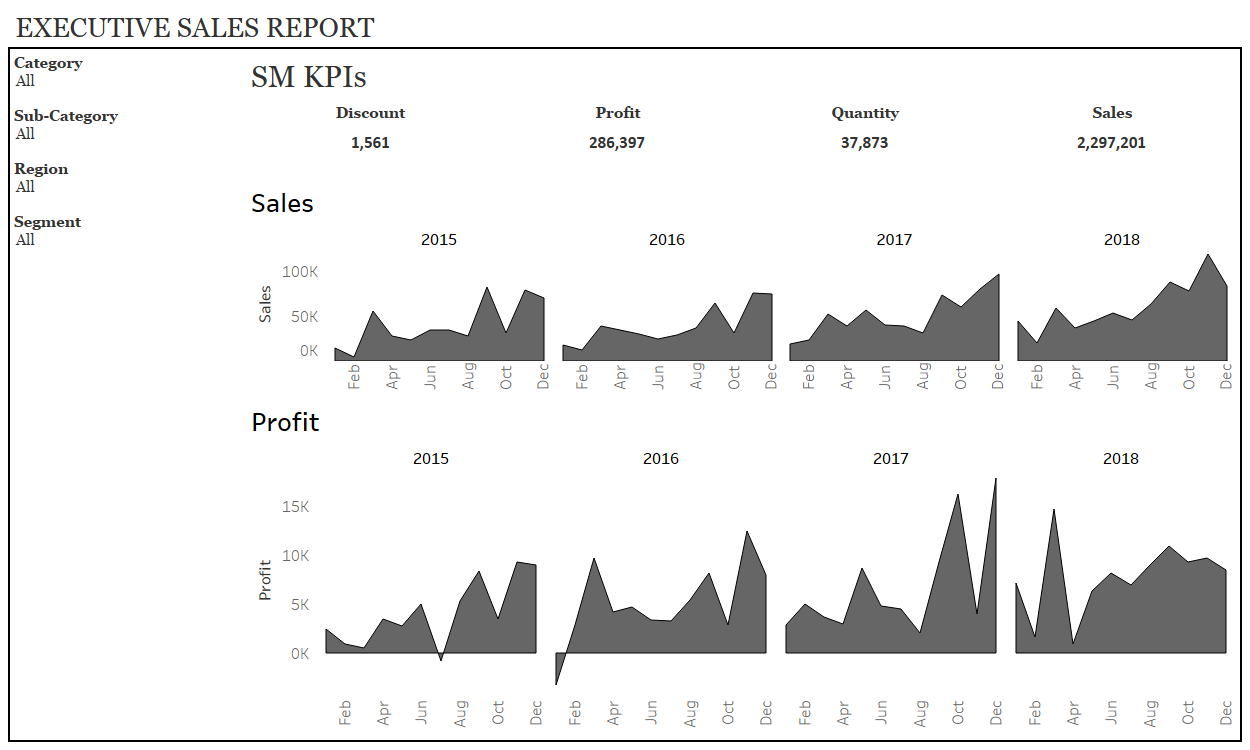 EXECUTIVE SALES REPORT
Category
All
Sub-Category
All
Region
All
Segment
All
SM KPIs
Discount Profit Quantity Sales
1,561 286,397 37,873 2,297,201
Sales
2015 2016 2017 2018
100K
50K
0K
Sales
Feb Apr Jun Aug Oct Dec Feb Apr Jun Aug Oct Dec Feb Apr Jun Aug Oct Dec Feb Apr Jun Aug Oct Dec
Profit
2015 2016 2017 2018
15K
10K
5K
0K
Profit
Feb Apr Jun Aug Oct Dec Feb Apr Jun Aug Oct Dec Feb Apr Jun Aug Oct Dec Feb Apr Jun Aug Oct Dec